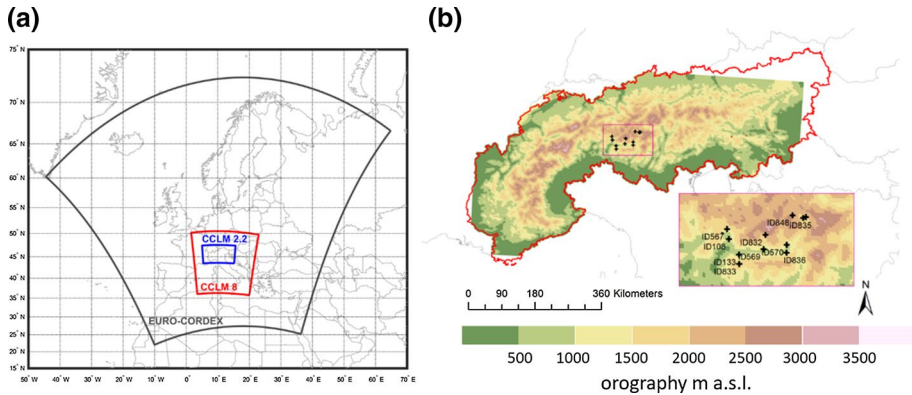 (a)
75° N
70° N
65° N
60° N
55° N
50° N
45° N
40° N
35° N
30° N
25° N
20° N
15° N
CCLM 2.2
CCLM 8
EURO-CORDEX
50° W
40° W
30° W
20° W
10° W
0°
10° E
20° E
30° E
40° E
50° E
60° E
70° E
(b)
ID848
ID835
ID567
ID106
ID832
ID570
ID569
ID836
ID133
ID833
N
0 90 180 360 Kilometers
500 1000 1500 2000 2500 3000 3500
orography m a.s.l.